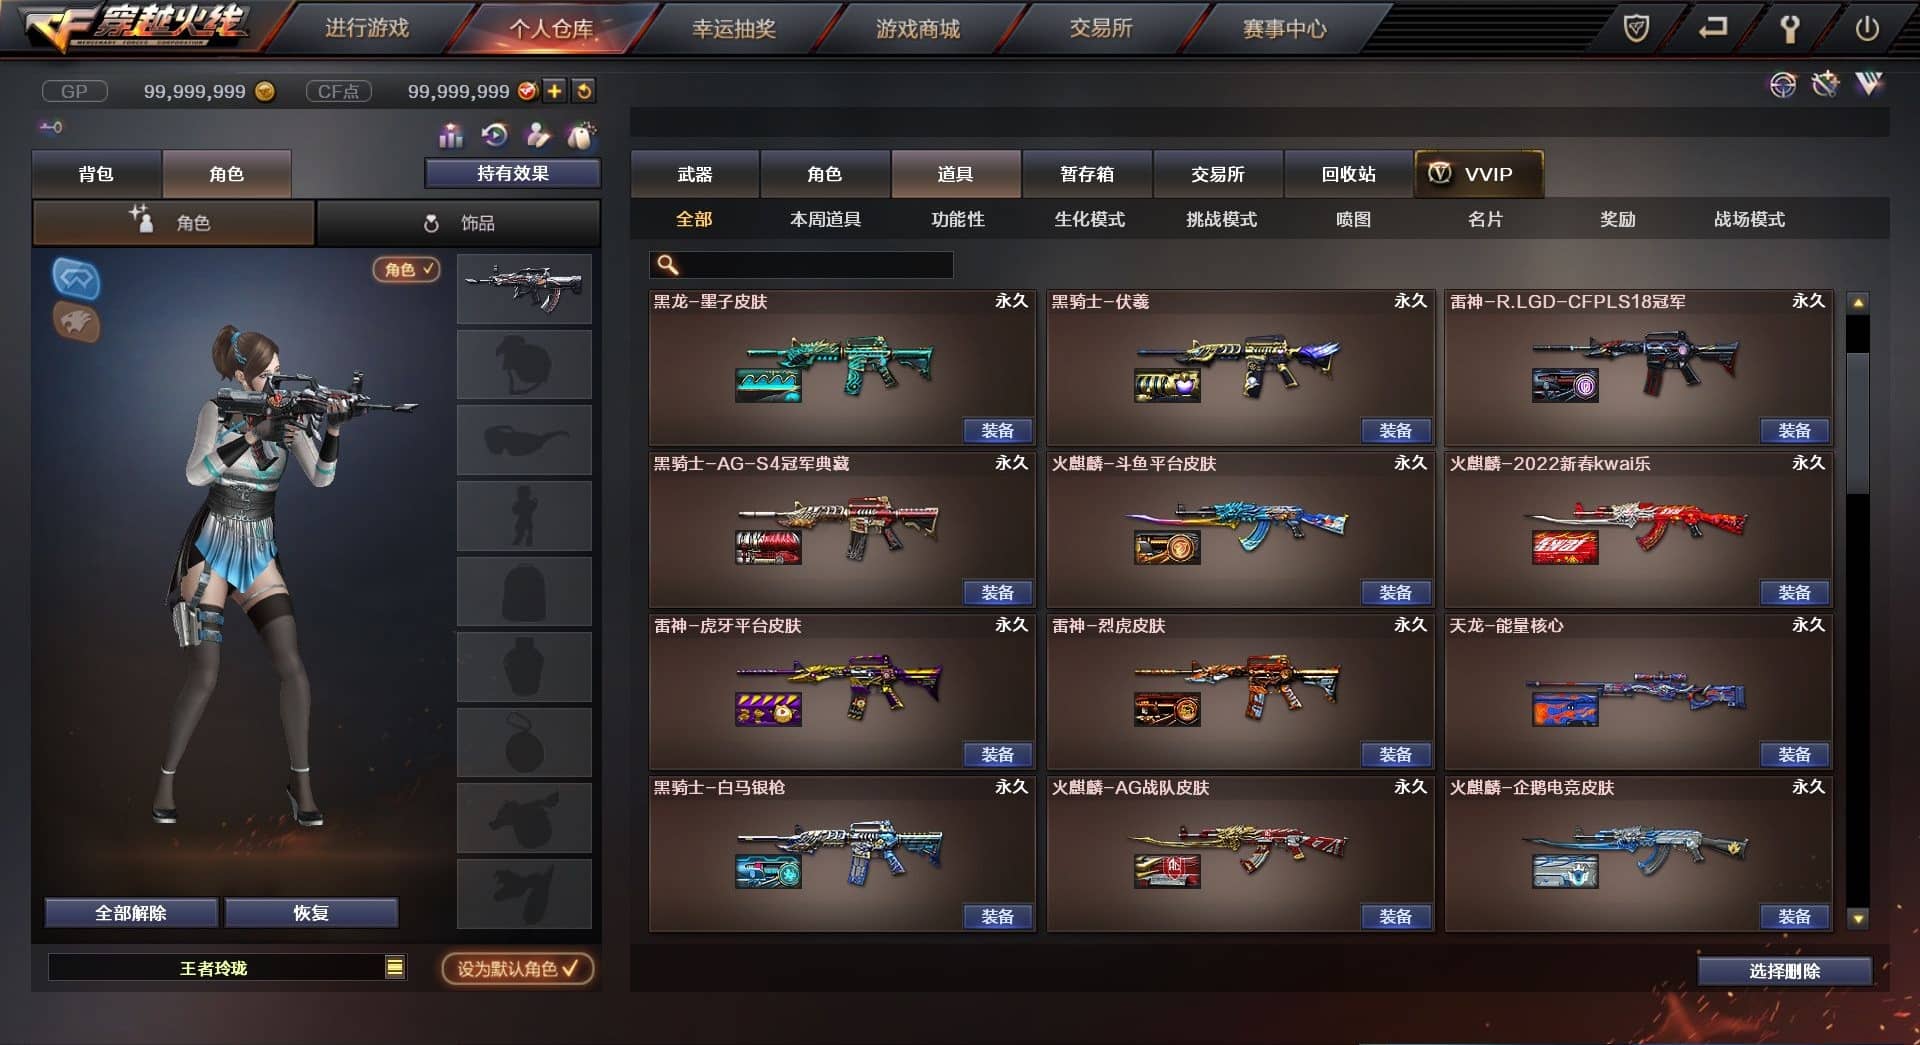 CF 穿越火线
MERCENARY FORCES CORPORATION
进行游戏 个人仓库 幸运抽奖 游戏商城 交易所 赛事中心
GP 99,999,999 CF点 99,999,999
背包 角色 持有效果
角色 饰品
角色
全部解除 恢复
王者玲珑 设为默认角色
武器 角色 道具 暂存箱 交易所 回收站 VVIP
全部 本周道具 功能性 生化模式 挑战模式 喷图 名片 奖励 战场模式
黑龙-墨子皮肤 永久 黑骑士-伏羲 永久 雷神-R.LGD-CFPLS18冠军 永久
装备 装备 装备
黑骑士-AG-S4冠军典藏 永久 火麒麟-斗鱼平台皮肤 永久 火麒麟-2022新春kwai乐 永久
装备 装备 装备
雷神-虎牙平台皮肤 永久 雷神-烈虎皮肤 永久 天龙-能量核心 永久
装备 装备 装备
黑骑士-白马银枪 永久 火麒麟-AG战队皮肤 永久 火麒麟-企鹅电竞皮肤 永久
AG
装备 装备 装备
选择删除